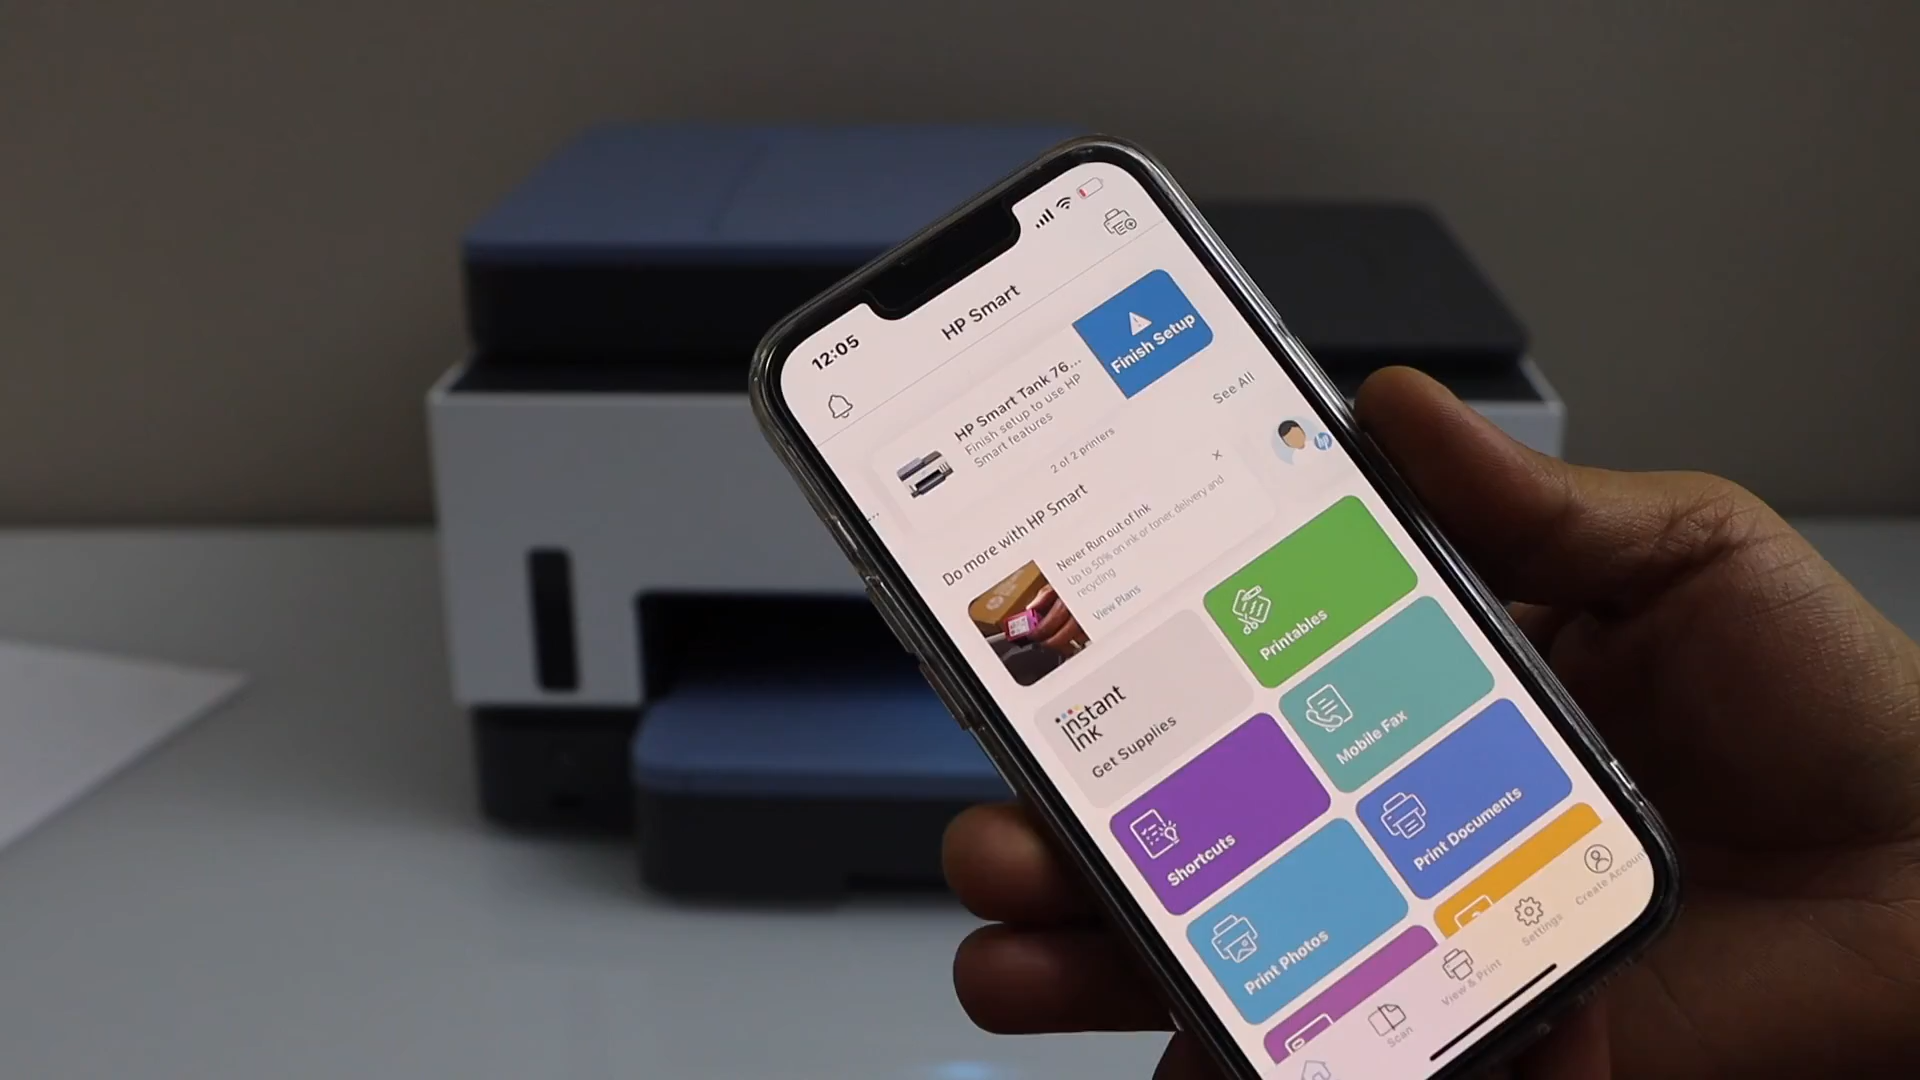 12:05
HP Smart
HP Smart Tank 76...
Finish setup to use HP
Smart features
Finish Setup
2 of 2 printers
See All
Do more with HP Smart
Never Run out of Ink
Up to 50% on ink or toner, delivery and
recycling
View Plans
hp
Instant
Ink
Get Supplies
Printables
Shortcuts
Mobile Fax
Print Photos
Print Documents
Scan
View & Print
Settings
Create Accoun